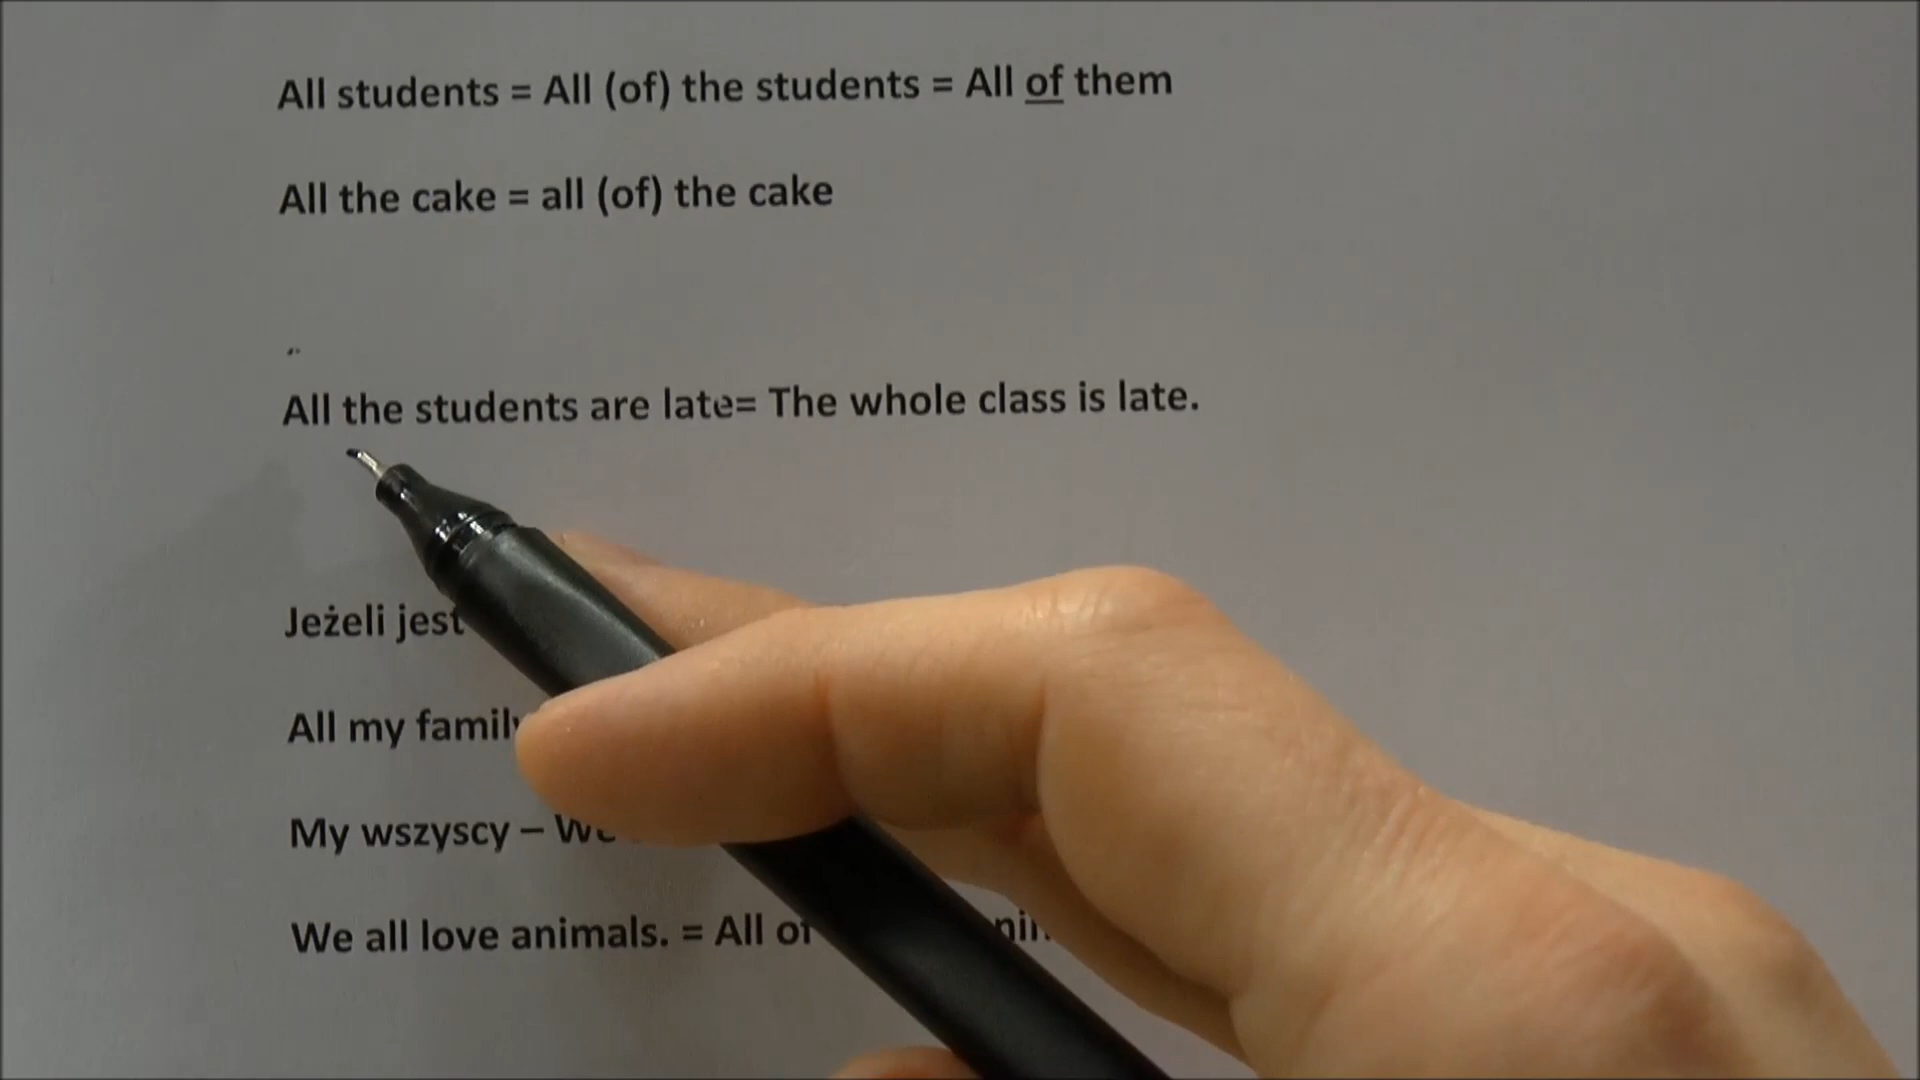 All students = All (of) the students = All of them
All the cake = all (of) the cake
All the students are late= The whole class is late.
Jeżeli jest
All my family
My wszyscy – We
We all love animals. = All of